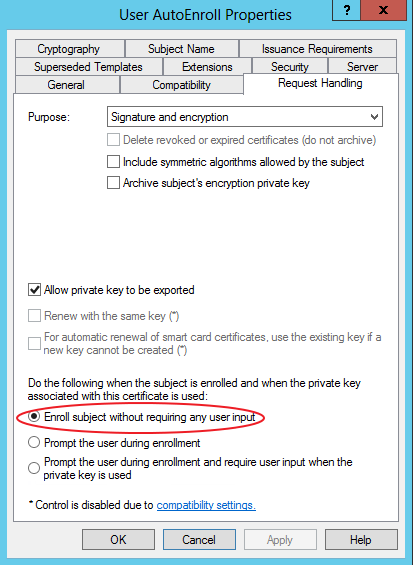 User AutoEnroll Properties
?
x
Cryptography
Subject Name
Issuance Requirements
Superseded Templates
Extensions
Security
Server
General
Compatibility
Request Handling
Purpose:
Signature and encryption
Delete revoked or expired certificates (do not archive)
Include symmetric algorithms allowed by the subject
Archive subject's encryption private key
Allow private key to be exported
Renew with the same key (*)
For automatic renewal of smart card certificates, use the existing key if a
new key cannot be created (*)
Do the following when the subject is enrolled and when the private key
associated with this certificate is used:
Enroll subject without requiring any user input
Prompt the user during enrollment
Prompt the user during enrollment and require user input when the
private key is used
* Control is disabled due to compatibility settings.
OK
Cancel
Apply
Help